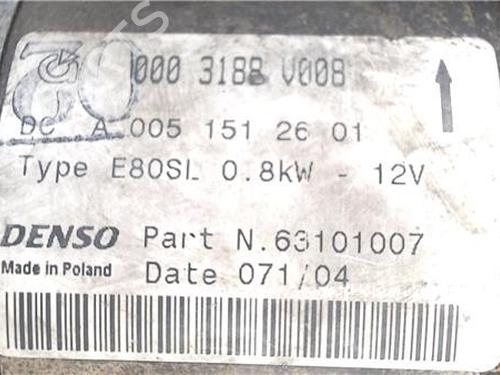 02
000 3188 V008
DC A 005 151 26 01
Type E80SL 0.8kW - 12V
DENSO Part N.63101007
Made in Poland Date 071/04